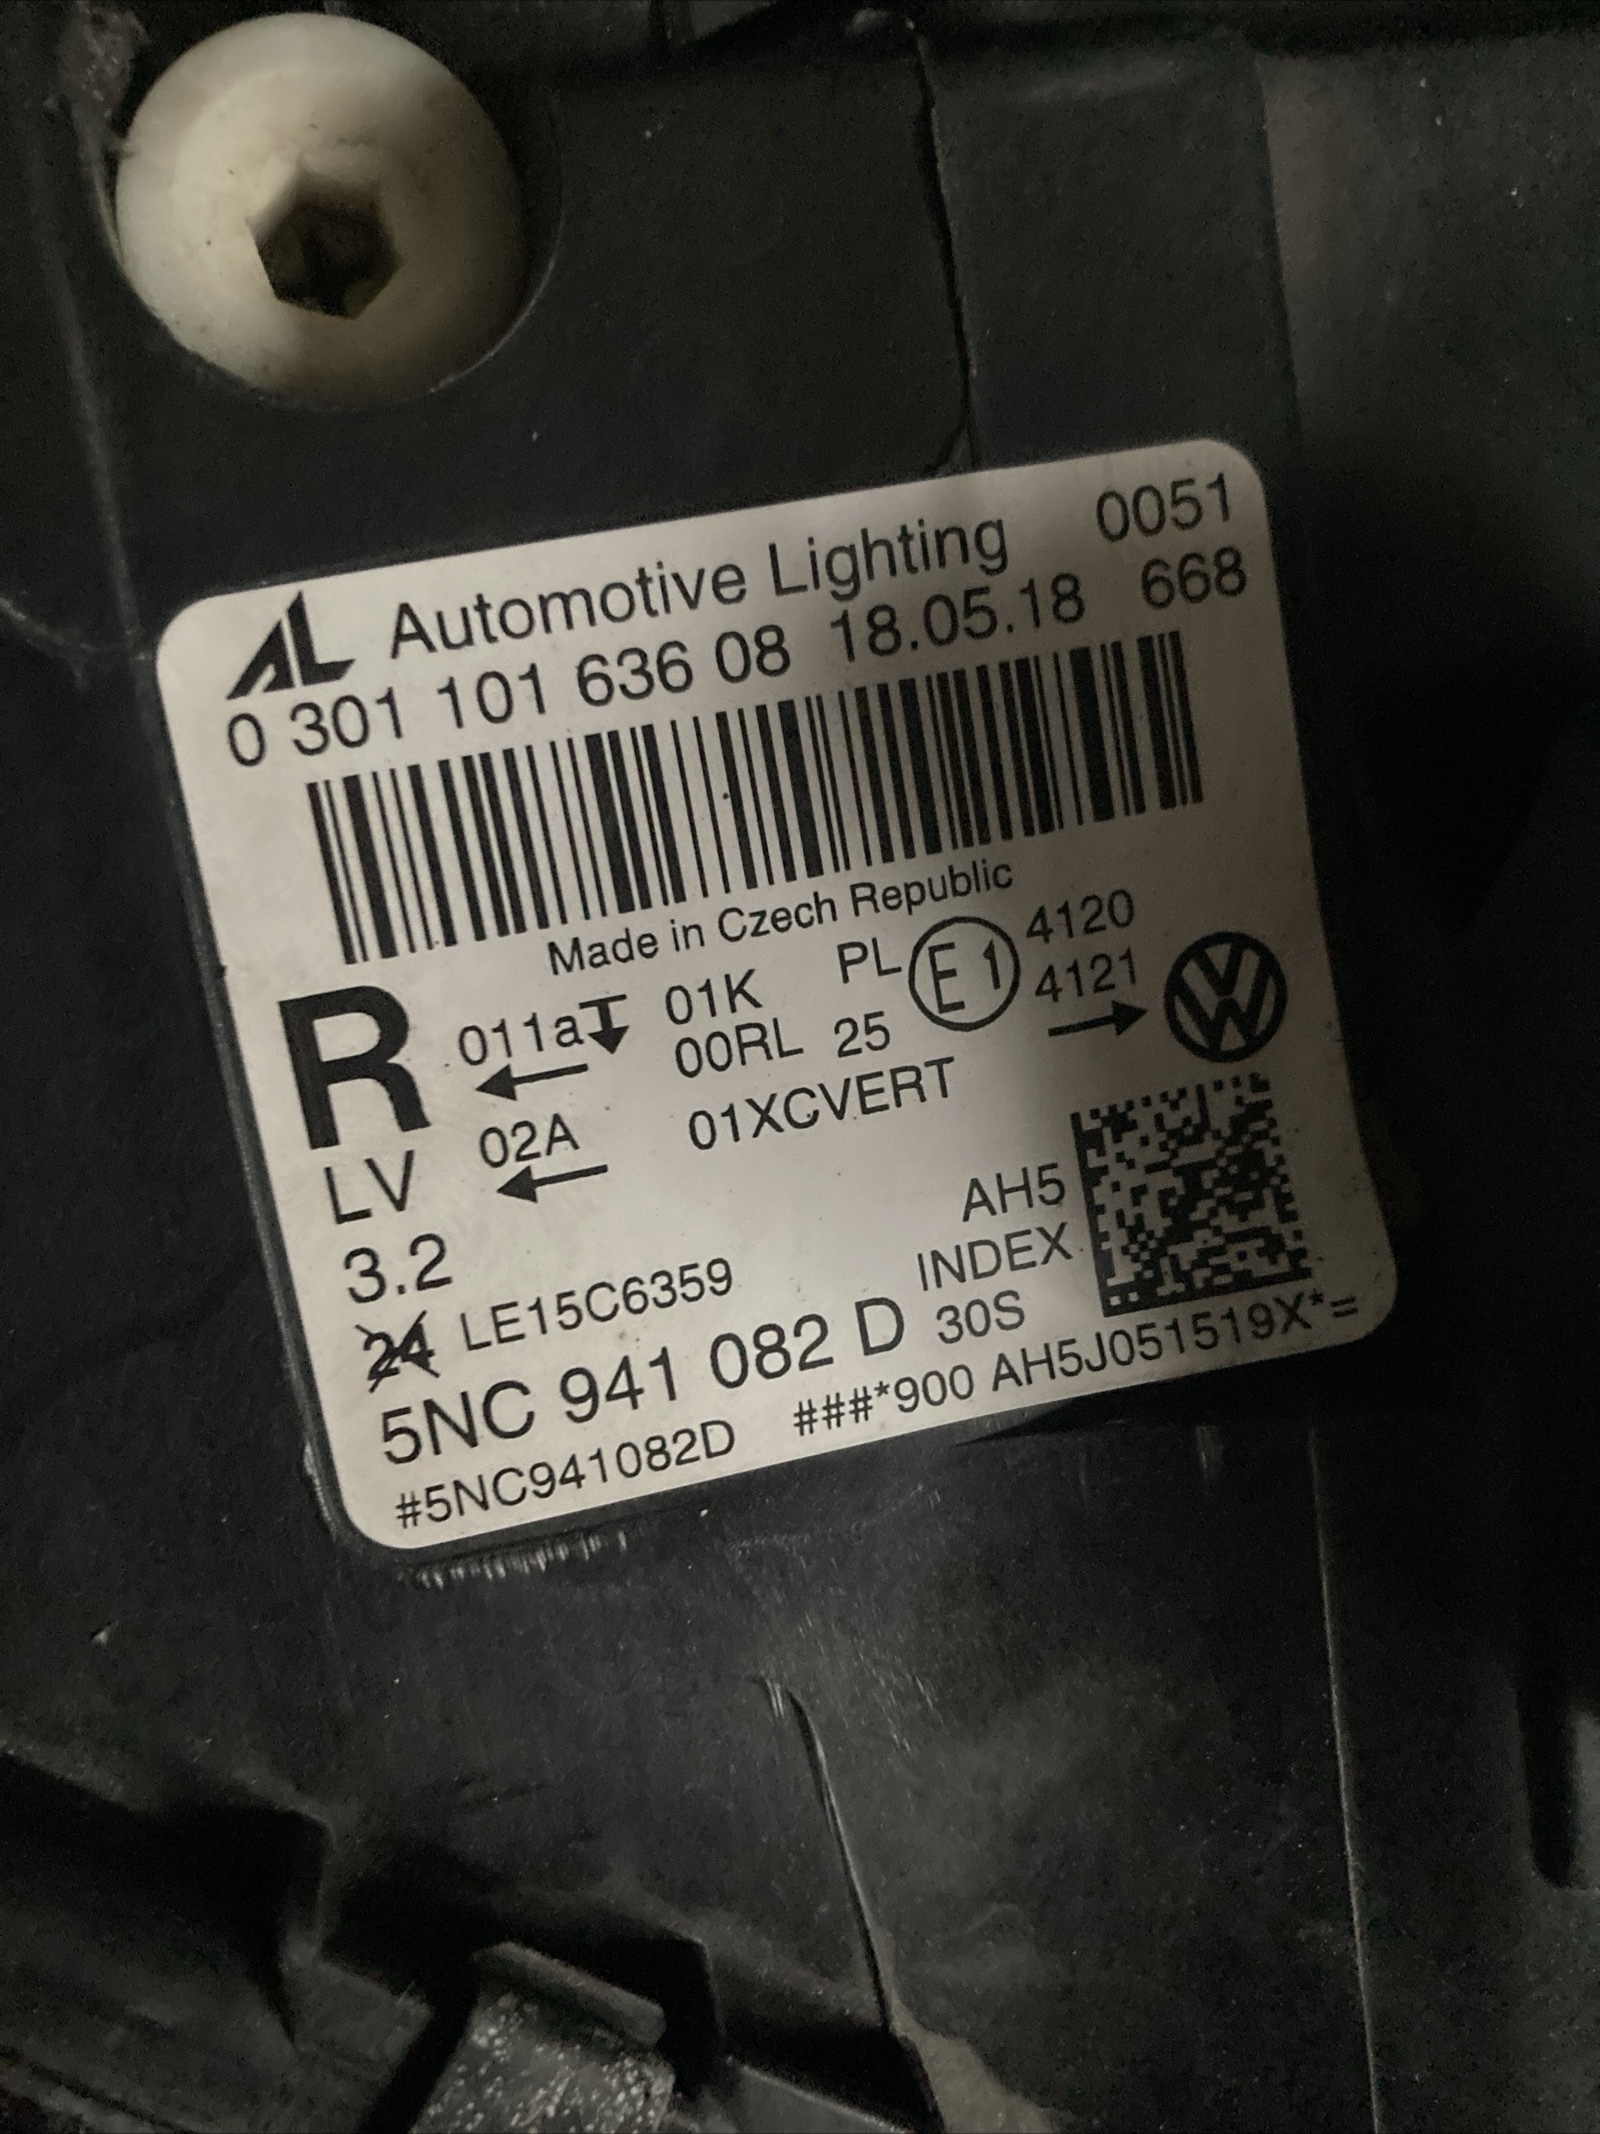 AL Automotive Lighting 0051
0 301 101 636 08 18.05.18 668
Made in Czech Republic
R 011a 01K PL E1 4120
00RL 25 4121
LV 02A 01XCVERT
3.2 AH5
24 LE15C6359 INDEX
5NC 941 082 D 30S
#5NC941082D ###*900 AH5J051519X*=